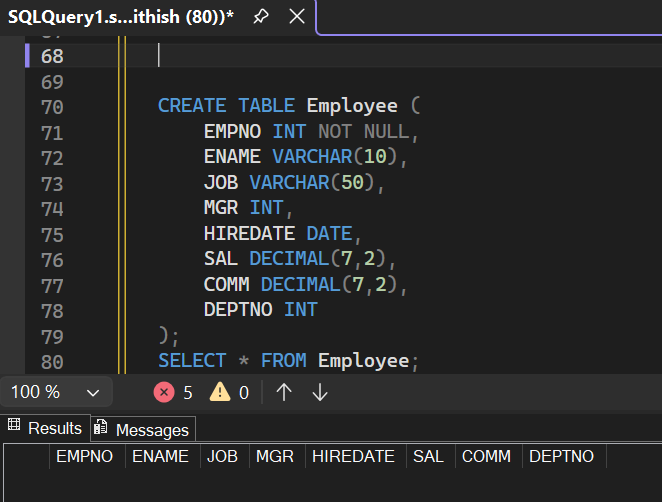 SQLQuery1.s...ithish (80))*
68
69
70 CREATE TABLE Employee (
71 EMPNO INT NOT NULL,
72 ENAME VARCHAR(10),
73 JOB VARCHAR(50),
74 MGR INT,
75 HIREDATE DATE,
76 SAL DECIMAL(7,2),
77 COMM DECIMAL(7,2),
78 DEPTNO INT
79 );
80 SELECT * FROM Employee;
100 % 5 0
Results Messages
EMPNO ENAME JOB MGR HIREDATE SAL COMM DEPTNO